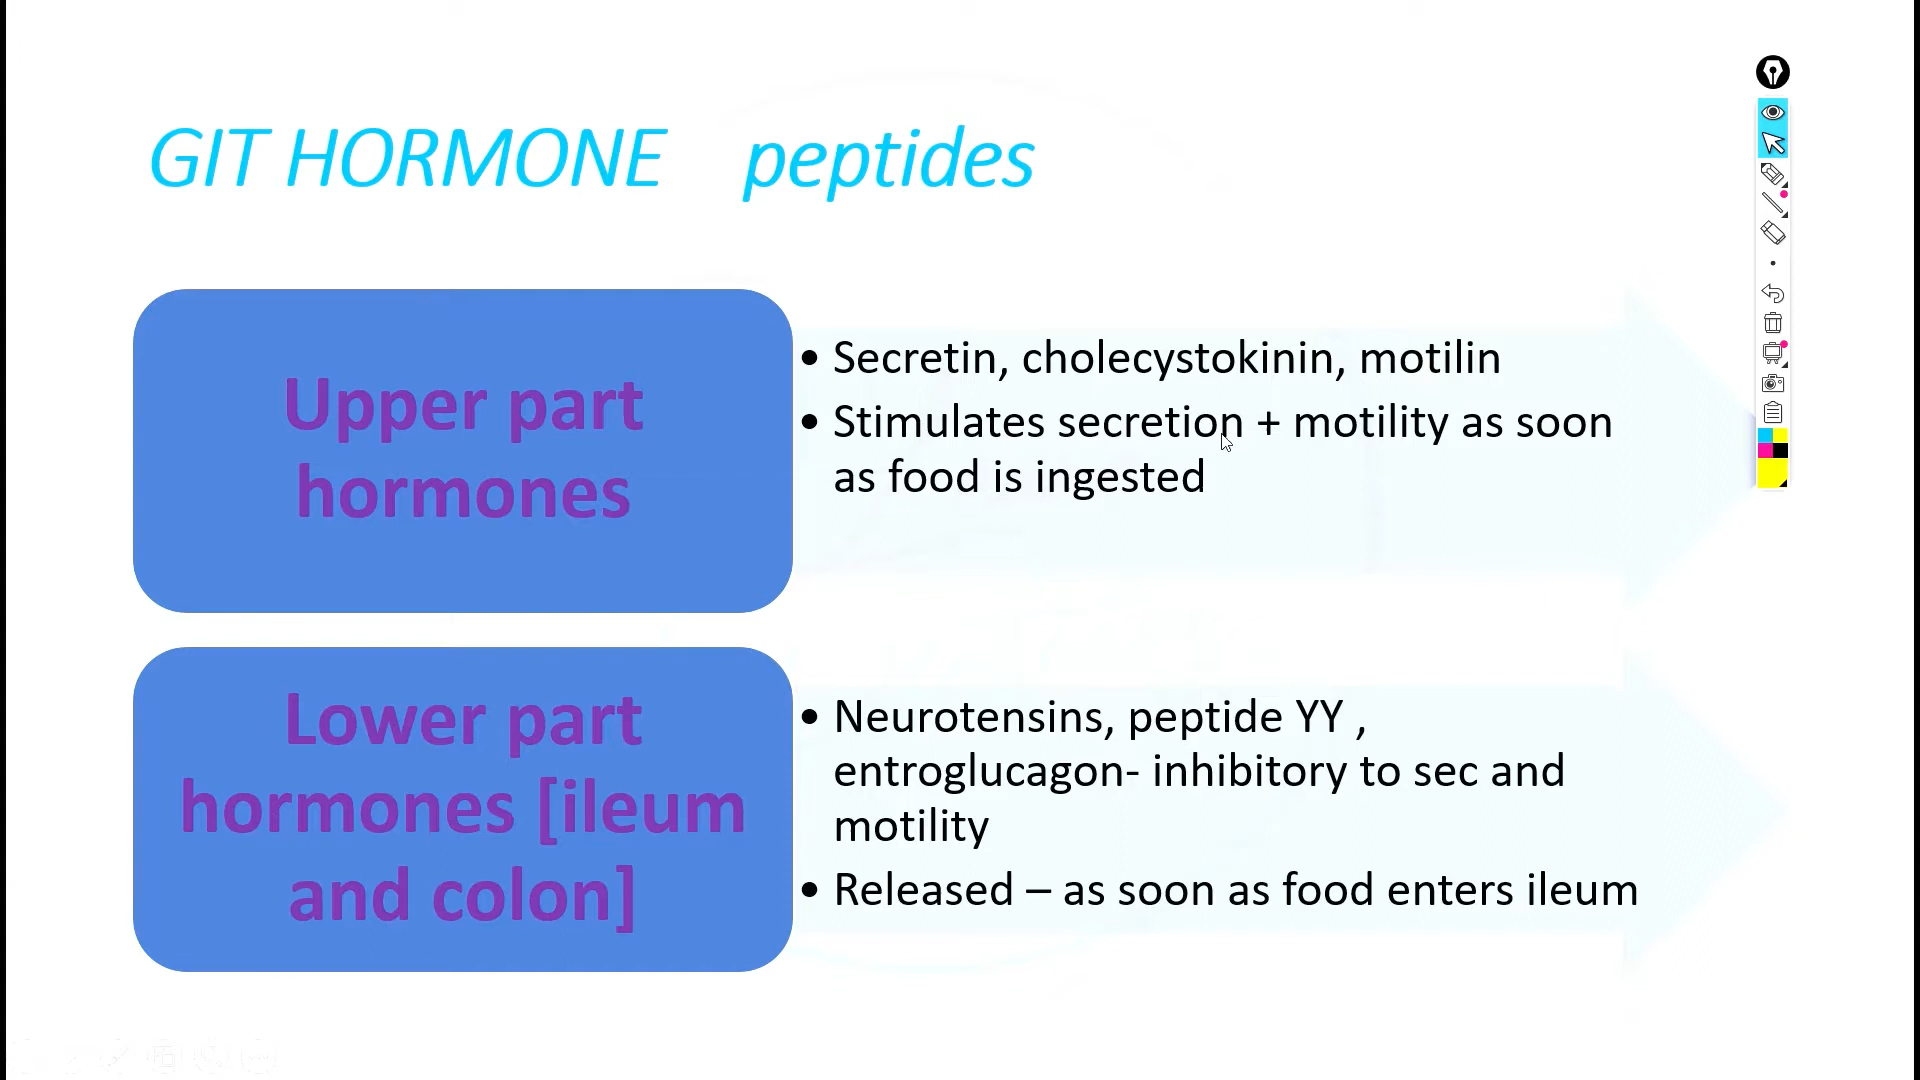 GIT HORMONE peptides
Upper part
hormones
• Secretin, cholecystokinin, motilin
• Stimulates secretion + motility as soon
as food is ingested
Lower part
hormones [ileum
and colon]
• Neurotensins, peptide YY ,
entroglucagon- inhibitory to sec and
motility
• Released – as soon as food enters ileum